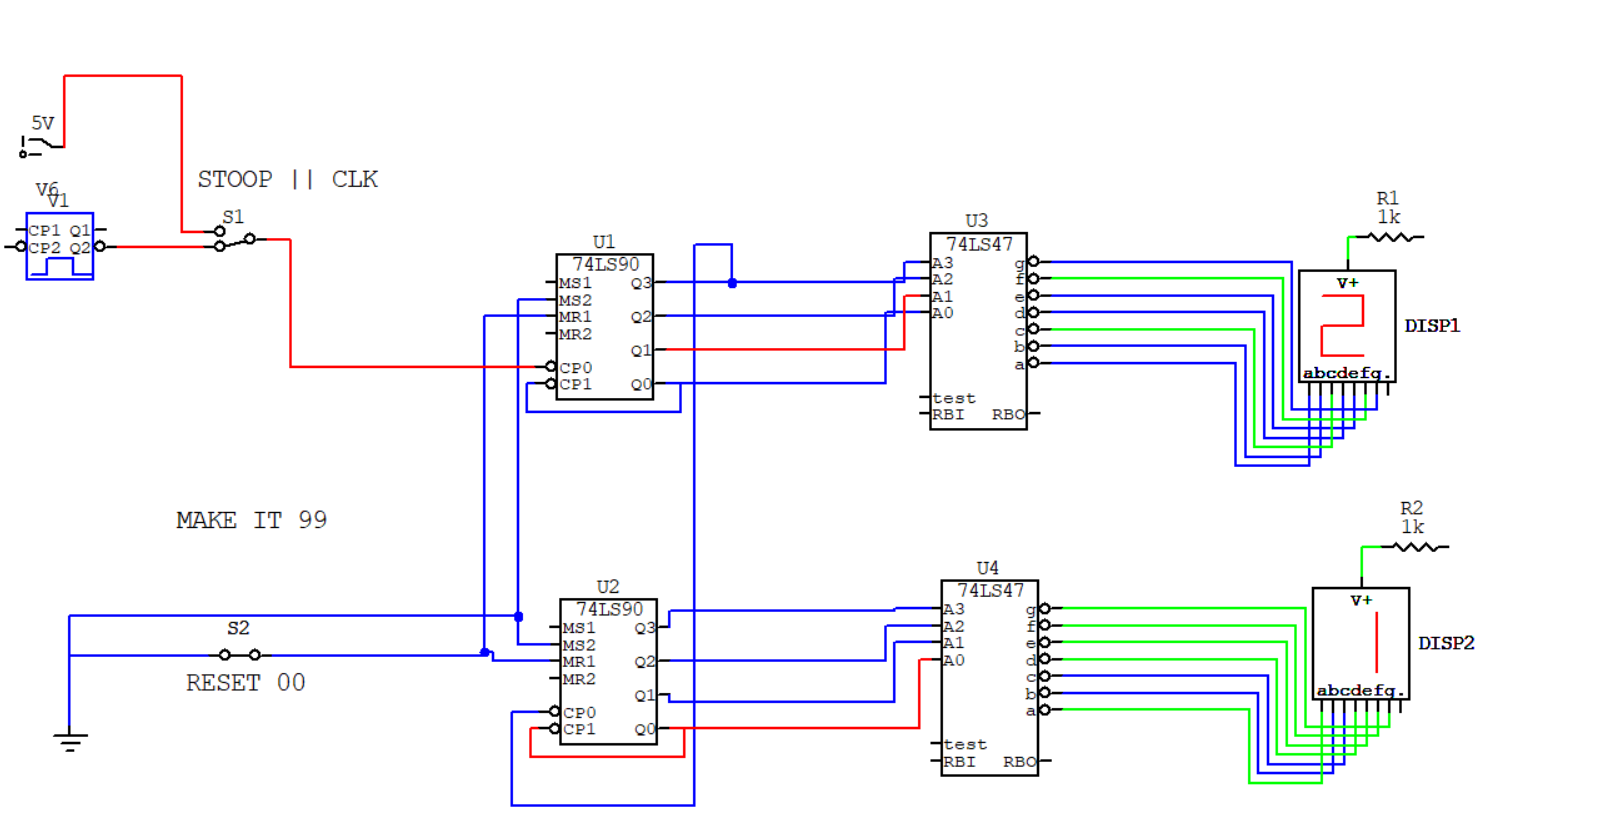 5V
V6
V1
CP1 Q1
CP2 Q2
STOOP || CLK
S1
U1
74LS90
MS1 Q3
MS2
MR1 Q2
MR2
Q1
CP0
CP1 Q0
U3
74LS47
A3 g
A2 f
A1 e
A0 d
c
b
a
test
RBI RBO
R1
1k
V+
abcdefg.
DISP1
MAKE IT 99
S2
RESET 00
U2
74LS90
MS1 Q3
MS2
MR1 Q2
MR2
Q1
CP0
CP1 Q0
U4
74LS47
A3 g
A2 f
A1 e
A0 d
c
b
a
test
RBI RBO
R2
1k
V+
abcdefg.
DISP2